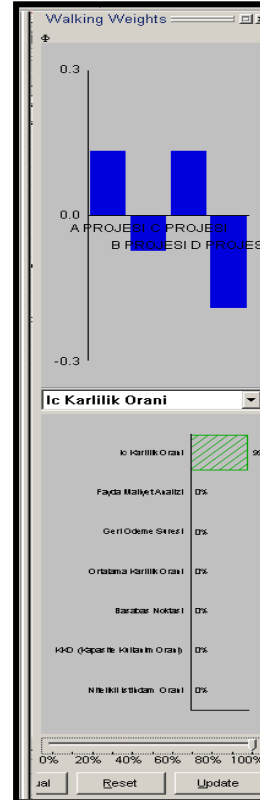 Walking Weights
0.3
0.0
A PROJESI C PROJESI
B PROJESI D PROJES
-0.3
Ic Karlilik Orani
Ic Karlilik Orani
Fayda Maliyet Analizi 0%
Geri Odeme Suresi 0%
Ortalama Karlilik Orani 0%
Basabas Noktasi 0%
KKO (Kapasite Kullanim Orani) 0%
Nitelikli Istihdam Orani 0%
0% 20% 40% 60% 80% 100%
ual Reset Update